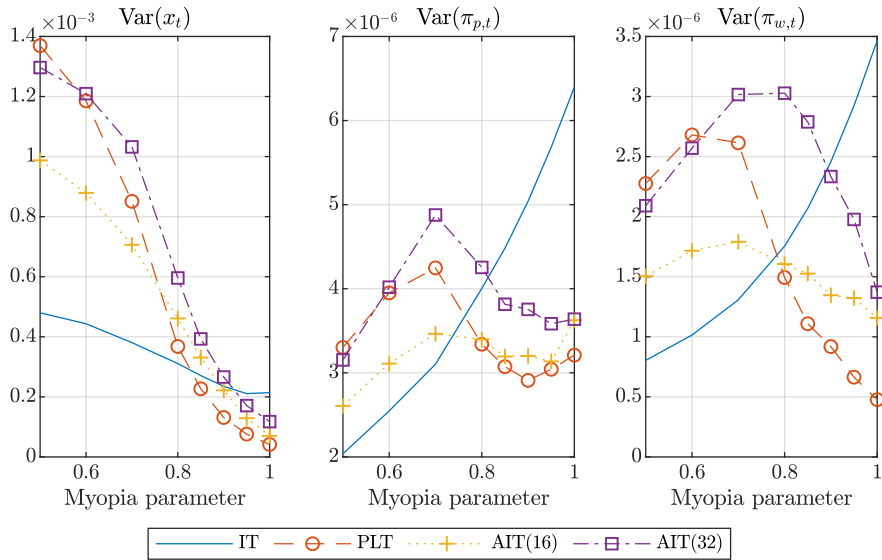 ×10⁻³ Var(xₜ)
1.4
1.2
1
0.8
0.6
0.4
0.2
0
0.6 0.8 1
Myopia parameter
×10⁻⁶ Var(π_{p,t})
7
6
5
4
3
2
0.6 0.8 1
Myopia parameter
×10⁻⁶ Var(π_{w,t})
3.5
3
2.5
2
1.5
1
0.5
0
0.6 0.8 1
Myopia parameter
IT PLT AIT(16) AIT(32)